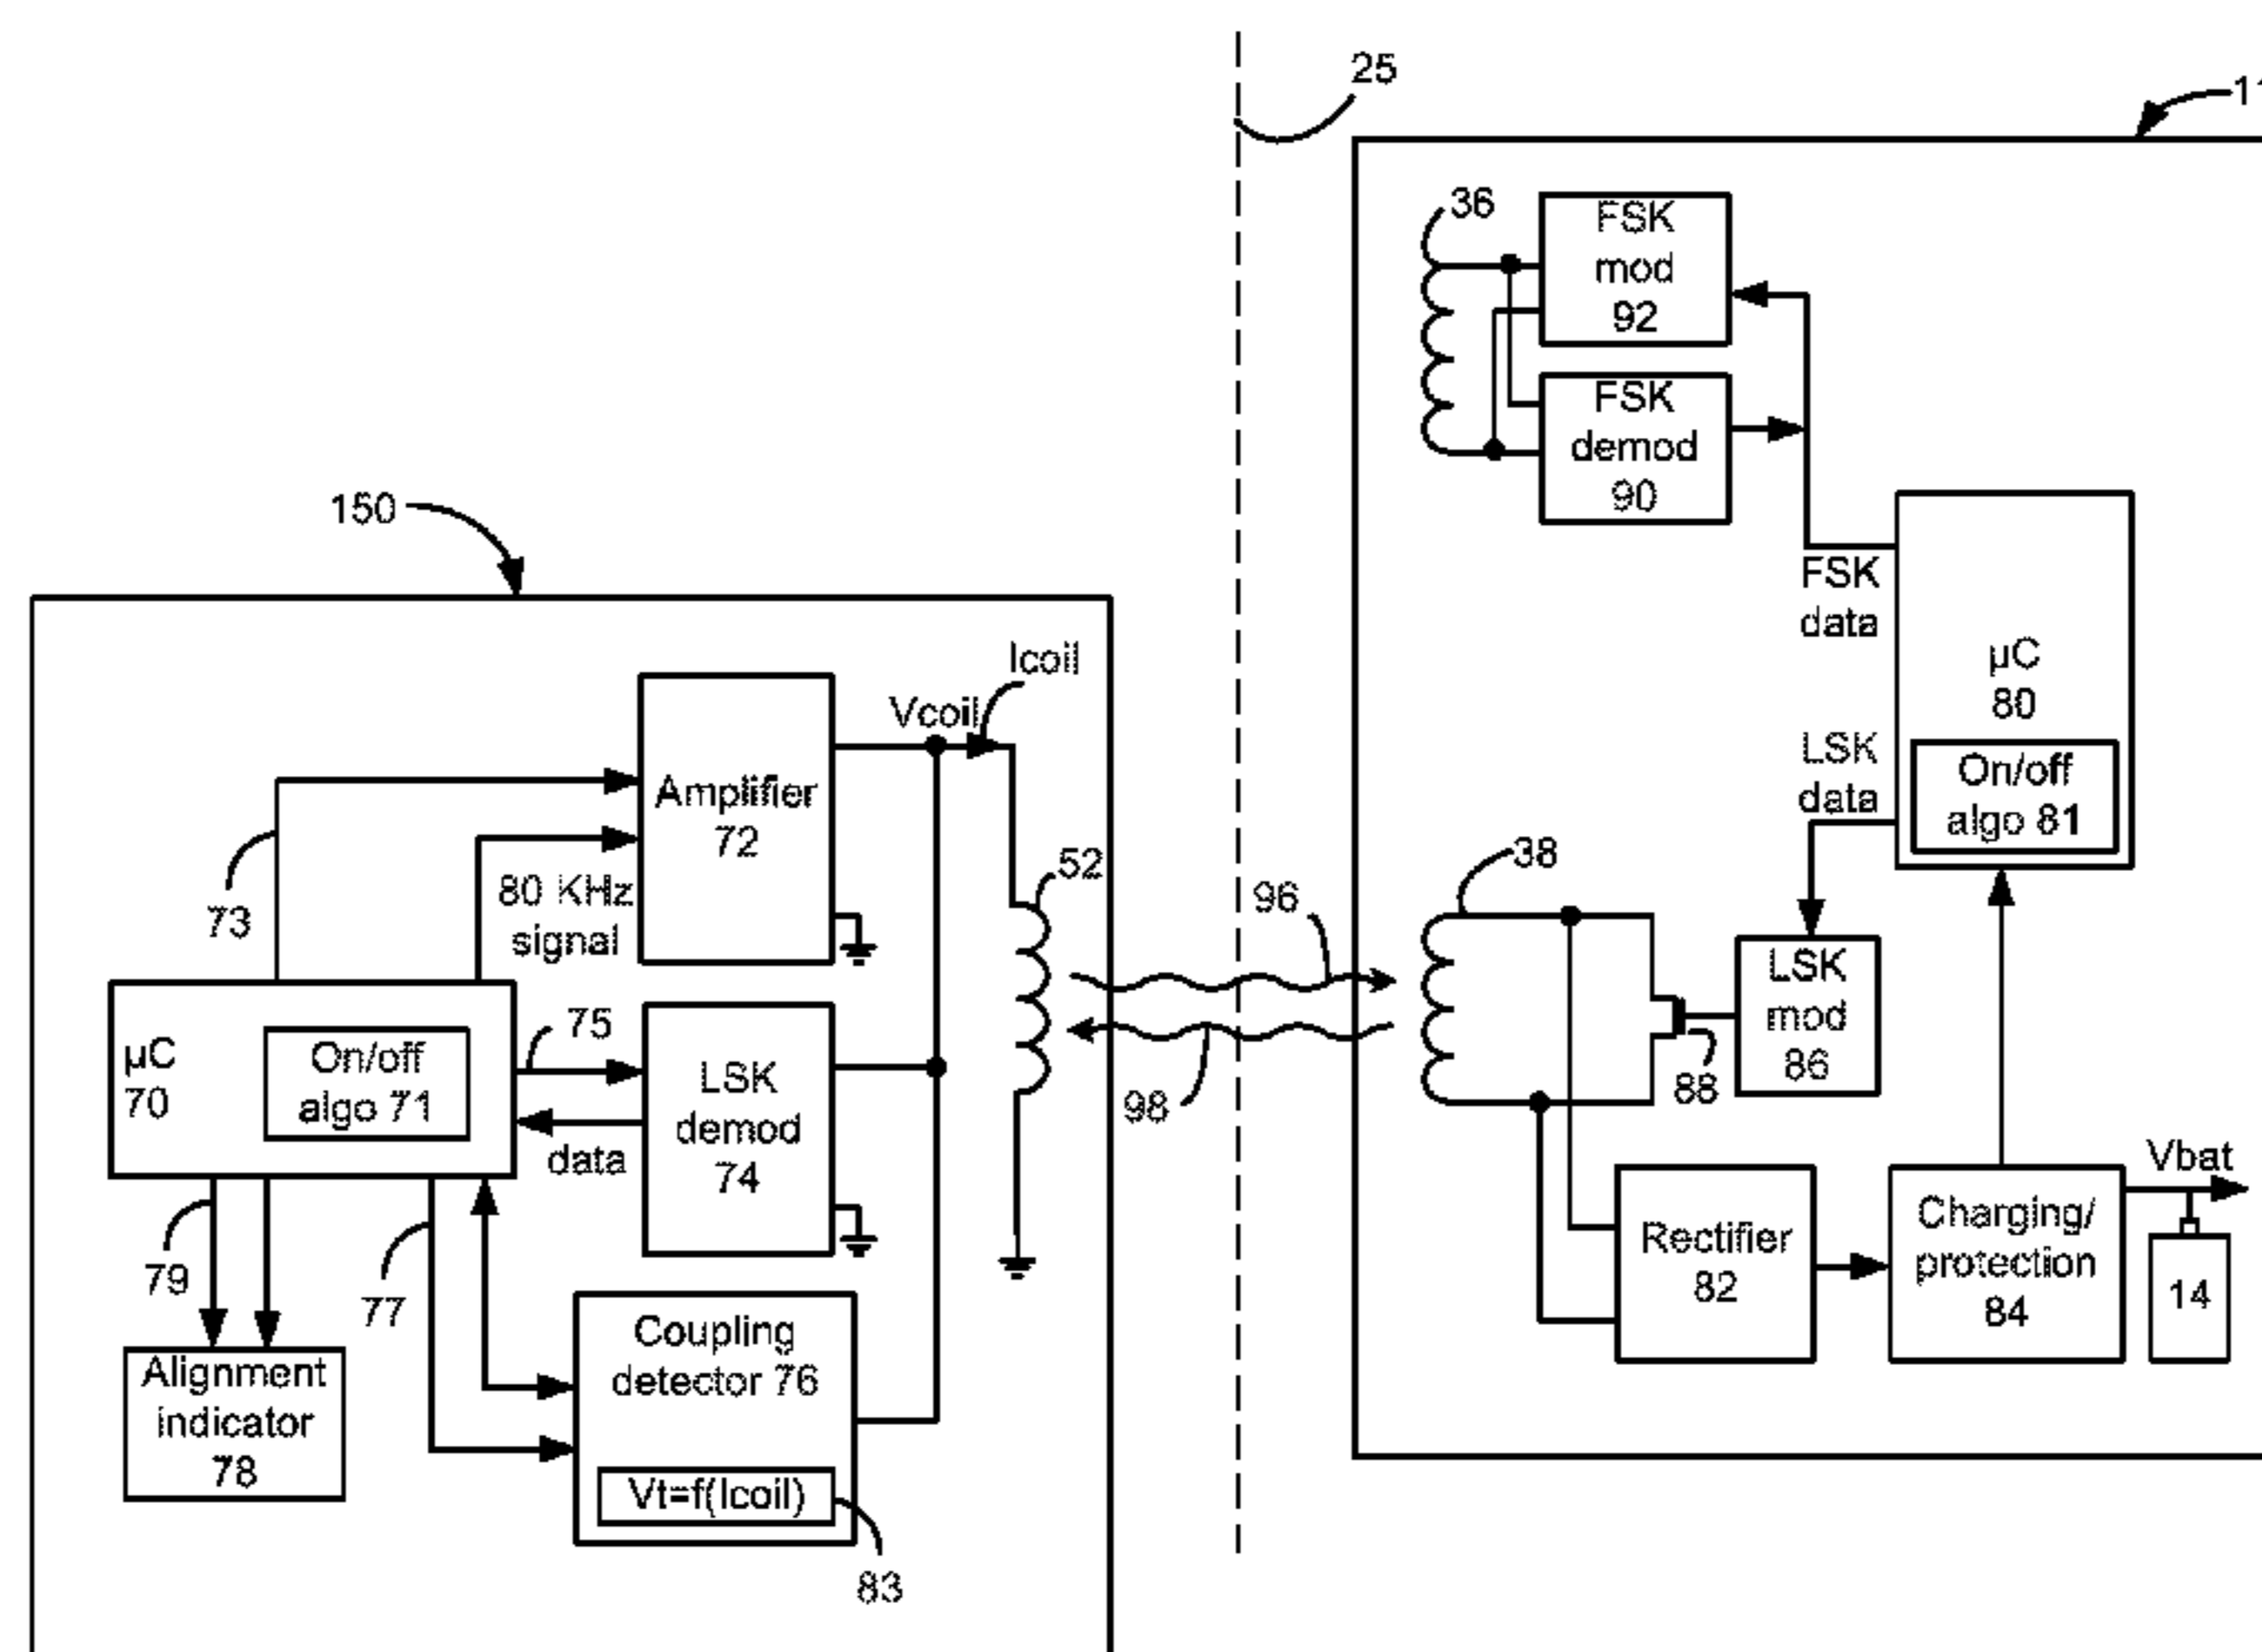 25
11
36
FSK
mod
92
FSK
demod
90
150
FSK
data
µC
80
LSK
data
On/off
algo 81
Icoil
Vcoil
Amplifier
72
73
80 KHz
signal
52
96
38
LSK
mod
86
88
µC
70
On/off
algo 71
75
data
LSK
demod
74
98
79
77
Rectifier
82
Charging/
protection
84
Vbat
14
Alignment
indicator
78
Coupling
detector 76
Vt=f(Icoil)
83